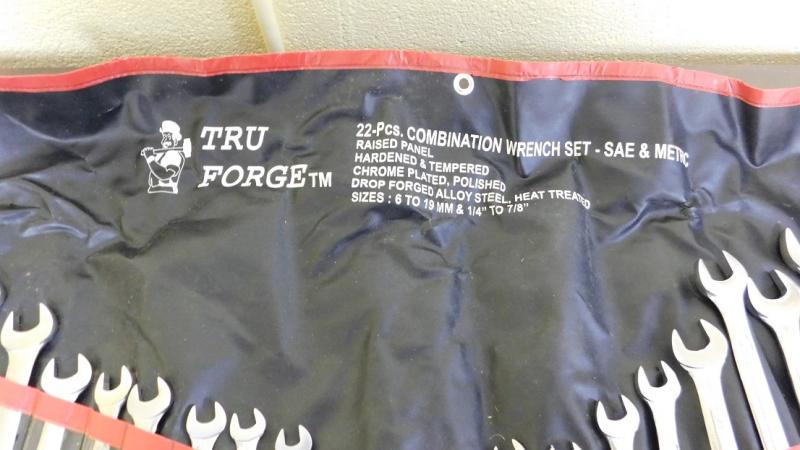 TRU
FORGE™
22-Pcs. COMBINATION WRENCH SET - SAE & METRIC
RAISED PANEL
HARDENED & TEMPERED
CHROME PLATED, POLISHED
DROP FORGED ALLOY STEEL, HEAT TREATED
SIZES : 6 TO 19 MM & 1/4" TO 7/8"